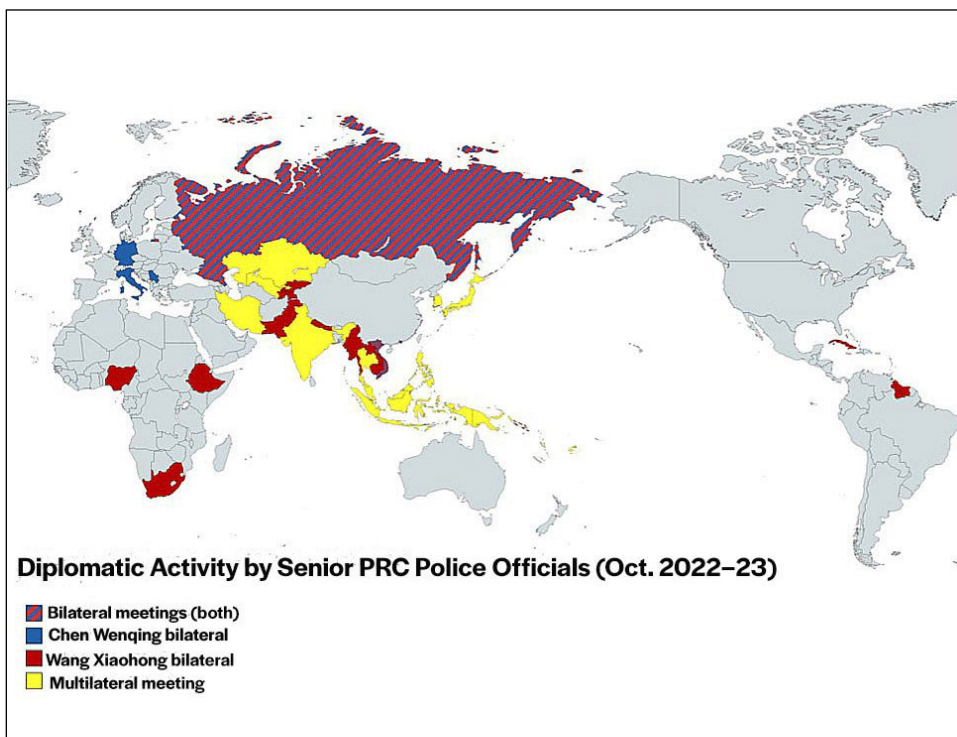 Diplomatic Activity by Senior PRC Police Officials (Oct. 2022–23)
Bilateral meetings (both)
Chen Wenqing bilateral
Wang Xiaohong bilateral
Multilateral meeting